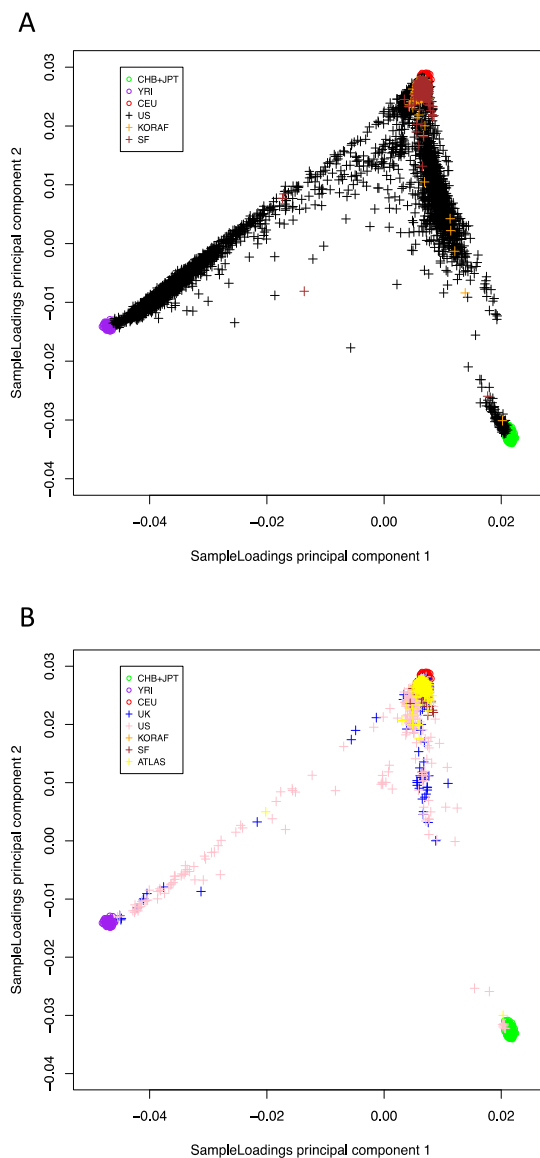 A
CHB+JPT
YRI
CEU
US
KORAF
SF
0.03
0.02
0.01
0.00
−0.01
−0.02
−0.03
−0.04
SampleLoadings principal component 2
−0.04
−0.02
0.00
0.02
SampleLoadings principal component 1
B
CHB+JPT
YRI
CEU
UK
US
KORAF
SF
ATLAS
0.03
0.02
0.01
0.00
−0.01
−0.02
−0.03
−0.04
SampleLoadings principal component 2
−0.04
−0.02
0.00
0.02
SampleLoadings principal component 1